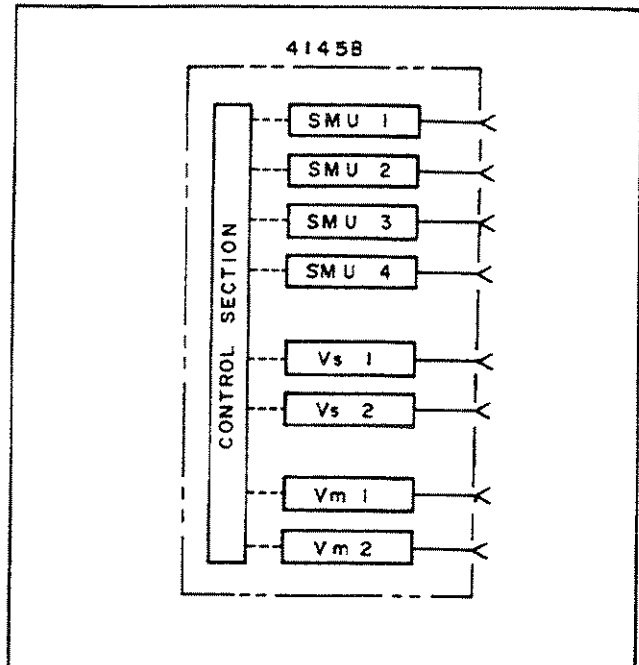 4145B
SMU 1
SMU 2
SMU 3
SMU 4
CONTROL SECTION
Vs 1
Vs 2
Vm 1
Vm 2